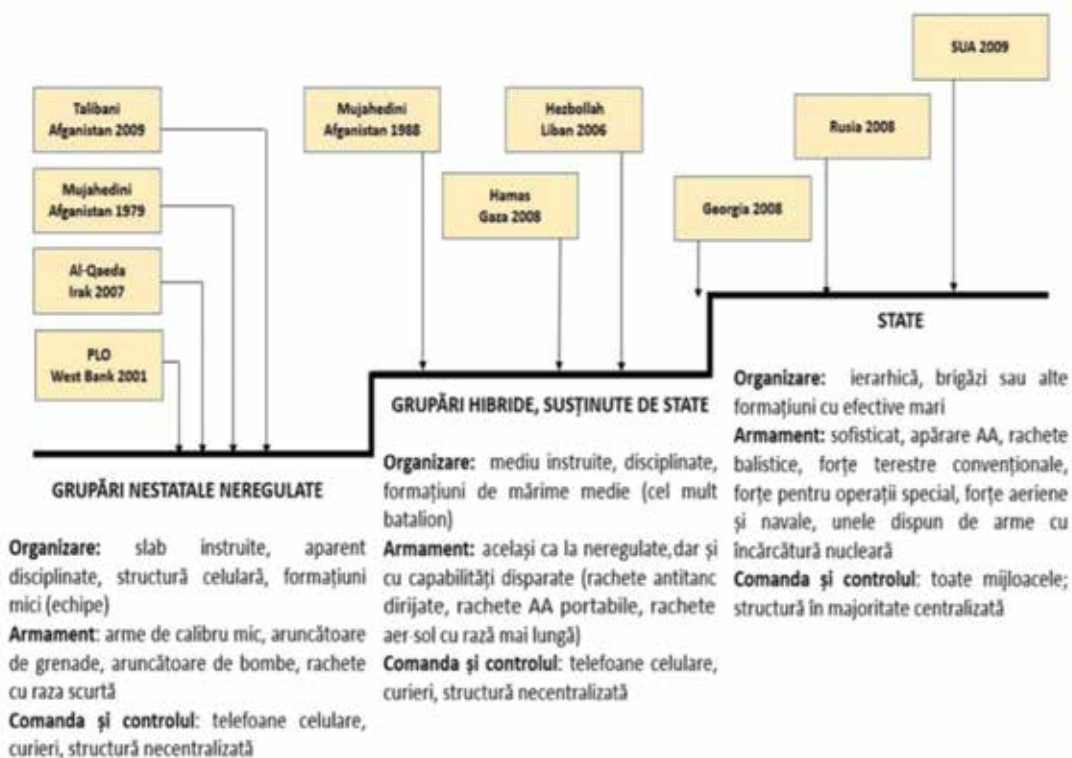 SUA 2009
Talibani
Afganistan 2009
Mujahedini
Afganistan 1988
Hezbollah
Liban 2006
Rusia 2008
Mujahedini
Afganistan 1979
Hamas
Gaza 2008
Georgia 2008
Al-Qaeda
Irak 2007
PLO
West Bank 2001
GRUPĂRI NESTATALE NEREGULATE
Organizare: slab instruite, aparent
disciplinate, structură celulară, formațiuni
mici (echipe)
Armament: arme de calibru mic, aruncătoare
de grenade, aruncătoare de bombe, rachete
cu raza scurtă
Comanda și controlul: telefoane celulare,
curieri, structură necentralizată
GRUPĂRI HIBRIDE, SUSȚINUTE DE STATE
Organizare: mediu instruite, disciplinate,
formațiuni de mărime medie (cel mult
batalion)
Armament: același ca la neregulate, dar și
cu capabilități disparate (rachete antitanc
dirijate, rachete AA portabile, rachete
aer-sol cu rază mai lungă)
Comanda și controlul: telefoane celulare,
curieri, structură necentralizată
STATE
Organizare: ierarhică, brigăzi sau alte
formațiuni cu efective mari
Armament: sofisticat, apărare AA, rachete
balistice, forțe terestre convenționale,
forțe pentru operații special, forțe aeriene
și navale, unele dispun de arme cu
încărcătură nucleară
Comanda și controlul: toate mijloacele;
structură în majoritate centralizată